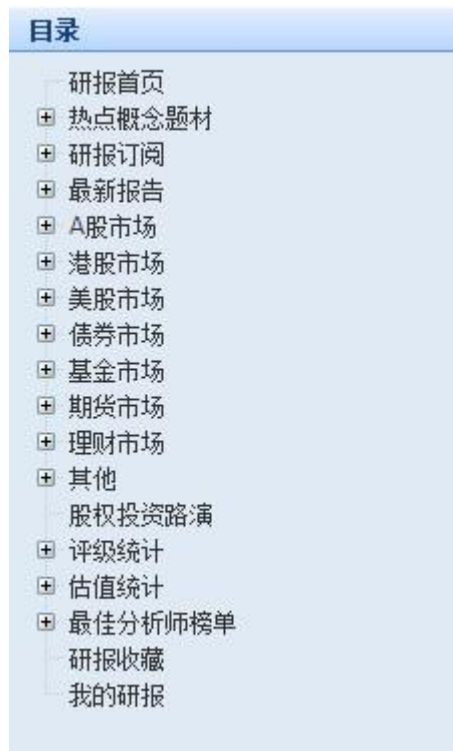 目录
研报首页
热点概念题材
研报订阅
最新报告
A股市场
港股市场
美股市场
债券市场
基金市场
期货市场
理财市场
其他
股权投资路演
评级统计
估值统计
最佳分析师榜单
研报收藏
我的研报